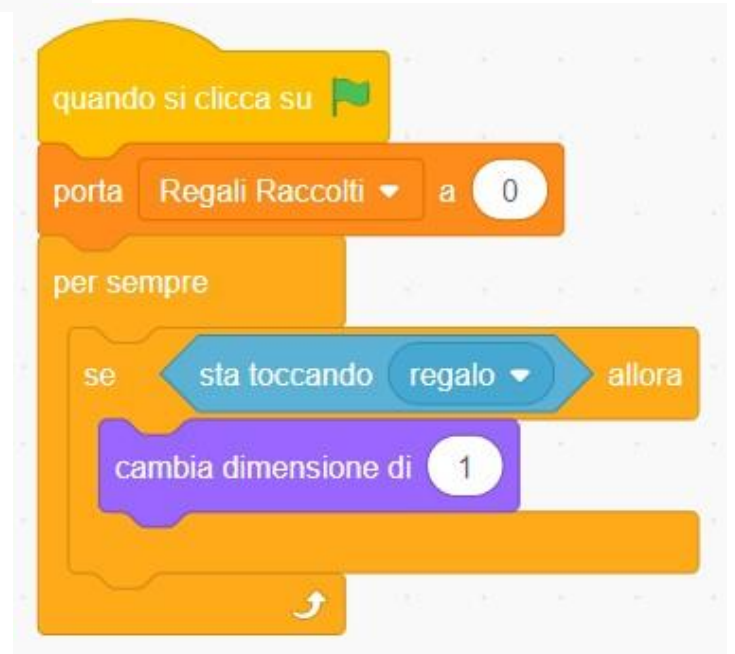 quando si clicca su
porta Regali Raccolti a 0
per sempre
se sta toccando regalo allora
cambia dimensione di 1